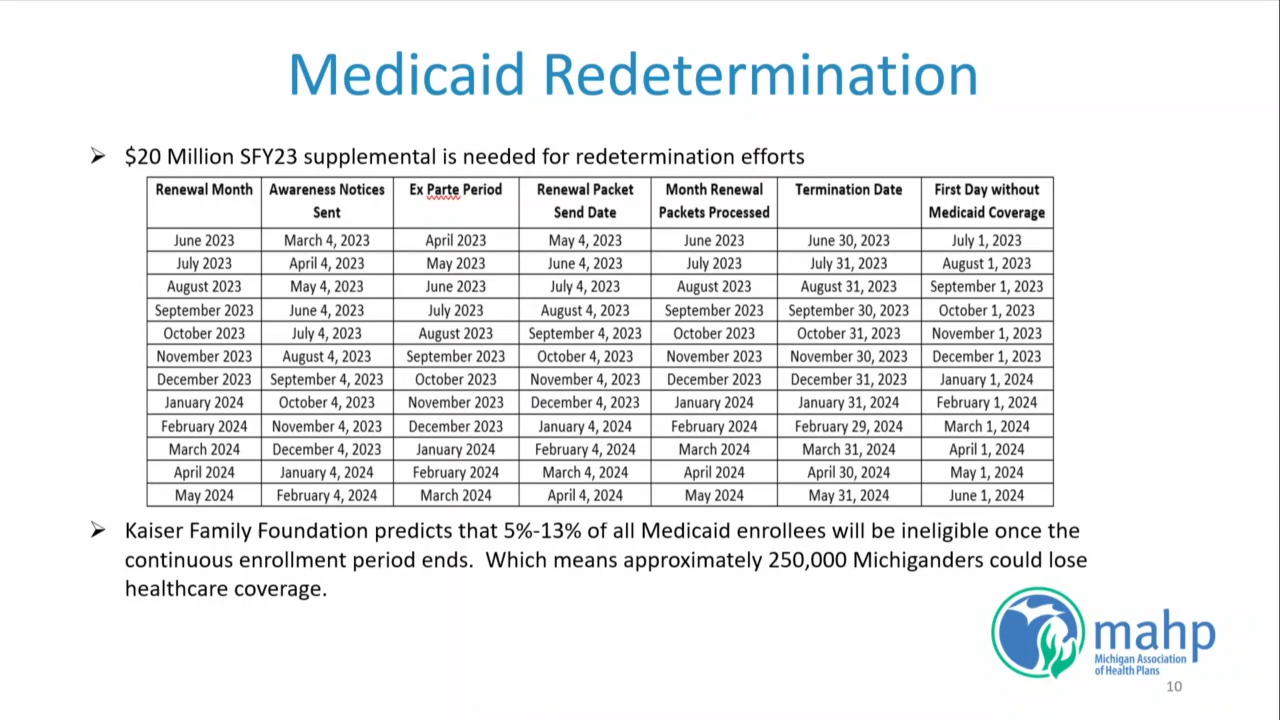 Medicaid Redetermination
➢ $20 Million SFY23 supplemental is needed for redetermination efforts
Renewal Month | Awareness Notices Sent | Ex Parte Period | Renewal Packet Send Date | Month Renewal Packets Processed | Termination Date | First Day without Medicaid Coverage
June 2023 | March 4, 2023 | April 2023 | May 4, 2023 | June 2023 | June 30, 2023 | July 1, 2023
July 2023 | April 4, 2023 | May 2023 | June 4, 2023 | July 2023 | July 31, 2023 | August 1, 2023
August 2023 | May 4, 2023 | June 2023 | July 4, 2023 | August 2023 | August 31, 2023 | September 1, 2023
September 2023 | June 4, 2023 | July 2023 | August 4, 2023 | September 2023 | September 30, 2023 | October 1, 2023
October 2023 | July 4, 2023 | August 2023 | September 4, 2023 | October 2023 | October 31, 2023 | November 1, 2023
November 2023 | August 4, 2023 | September 2023 | October 4, 2023 | November 2023 | November 30, 2023 | December 1, 2023
December 2023 | September 4, 2023 | October 2023 | November 4, 2023 | December 2023 | December 31, 2023 | January 1, 2024
January 2024 | October 4, 2023 | November 2023 | December 4, 2023 | January 2024 | January 31, 2024 | February 1, 2024
February 2024 | November 4, 2023 | December 2023 | January 4, 2024 | February 2024 | February 29, 2024 | March 1, 2024
March 2024 | December 4, 2023 | January 2024 | February 4, 2024 | March 2024 | March 31, 2024 | April 1, 2024
April 2024 | January 4, 2024 | February 2024 | March 4, 2024 | April 2024 | April 30, 2024 | May 1, 2024
May 2024 | February 4, 2024 | March 2024 | April 4, 2024 | May 2024 | May 31, 2024 | June 1, 2024
➢ Kaiser Family Foundation predicts that 5%-13% of all Medicaid enrollees will be ineligible once the
continuous enrollment period ends. Which means approximately 250,000 Michiganders could lose
healthcare coverage.
mahp
Michigan Association
of Health Plans
10